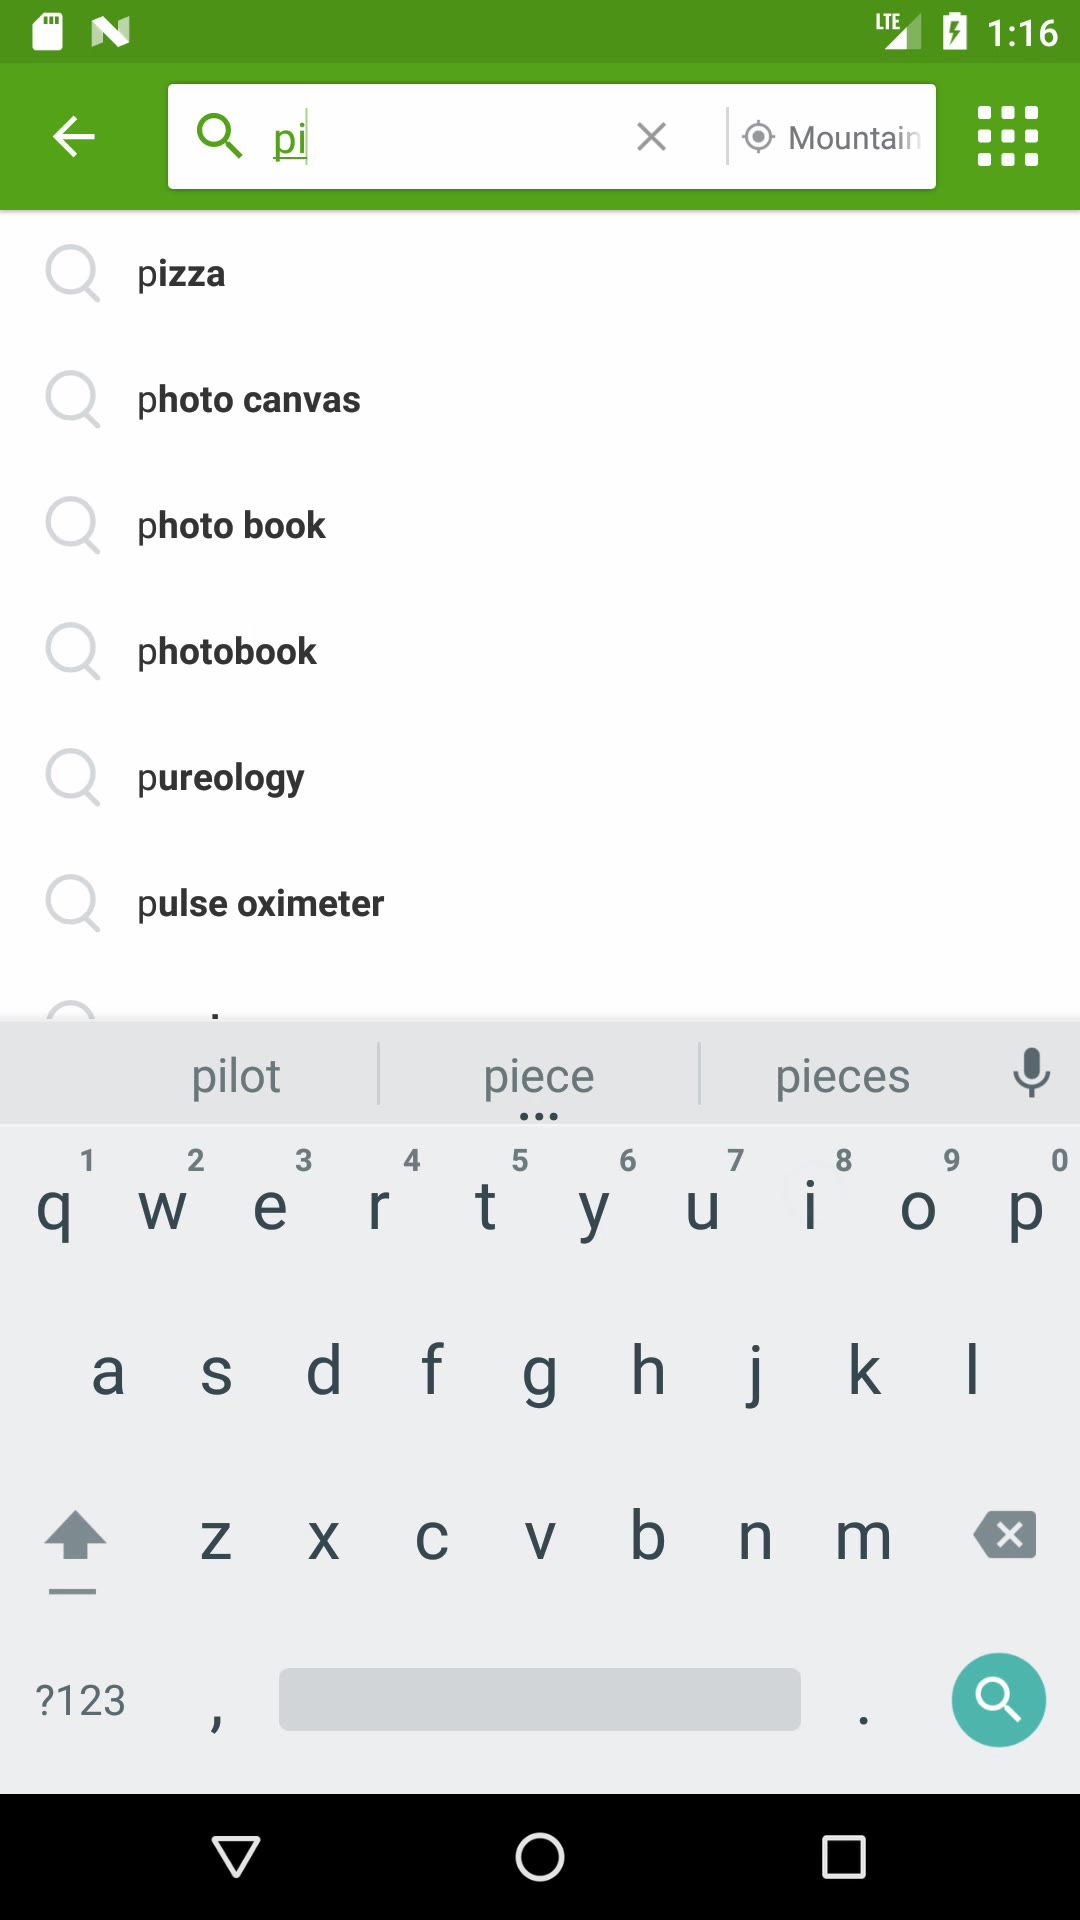 LTE 1:16
pi Mountain
pizza
photo canvas
photo book
photobook
pureology
pulse oximeter
pilot piece pieces
1 2 3 4 5 6 7 8 9 0
q w e r t y u i o p
a s d f g h j k l
z x c v b n m
?123 , .